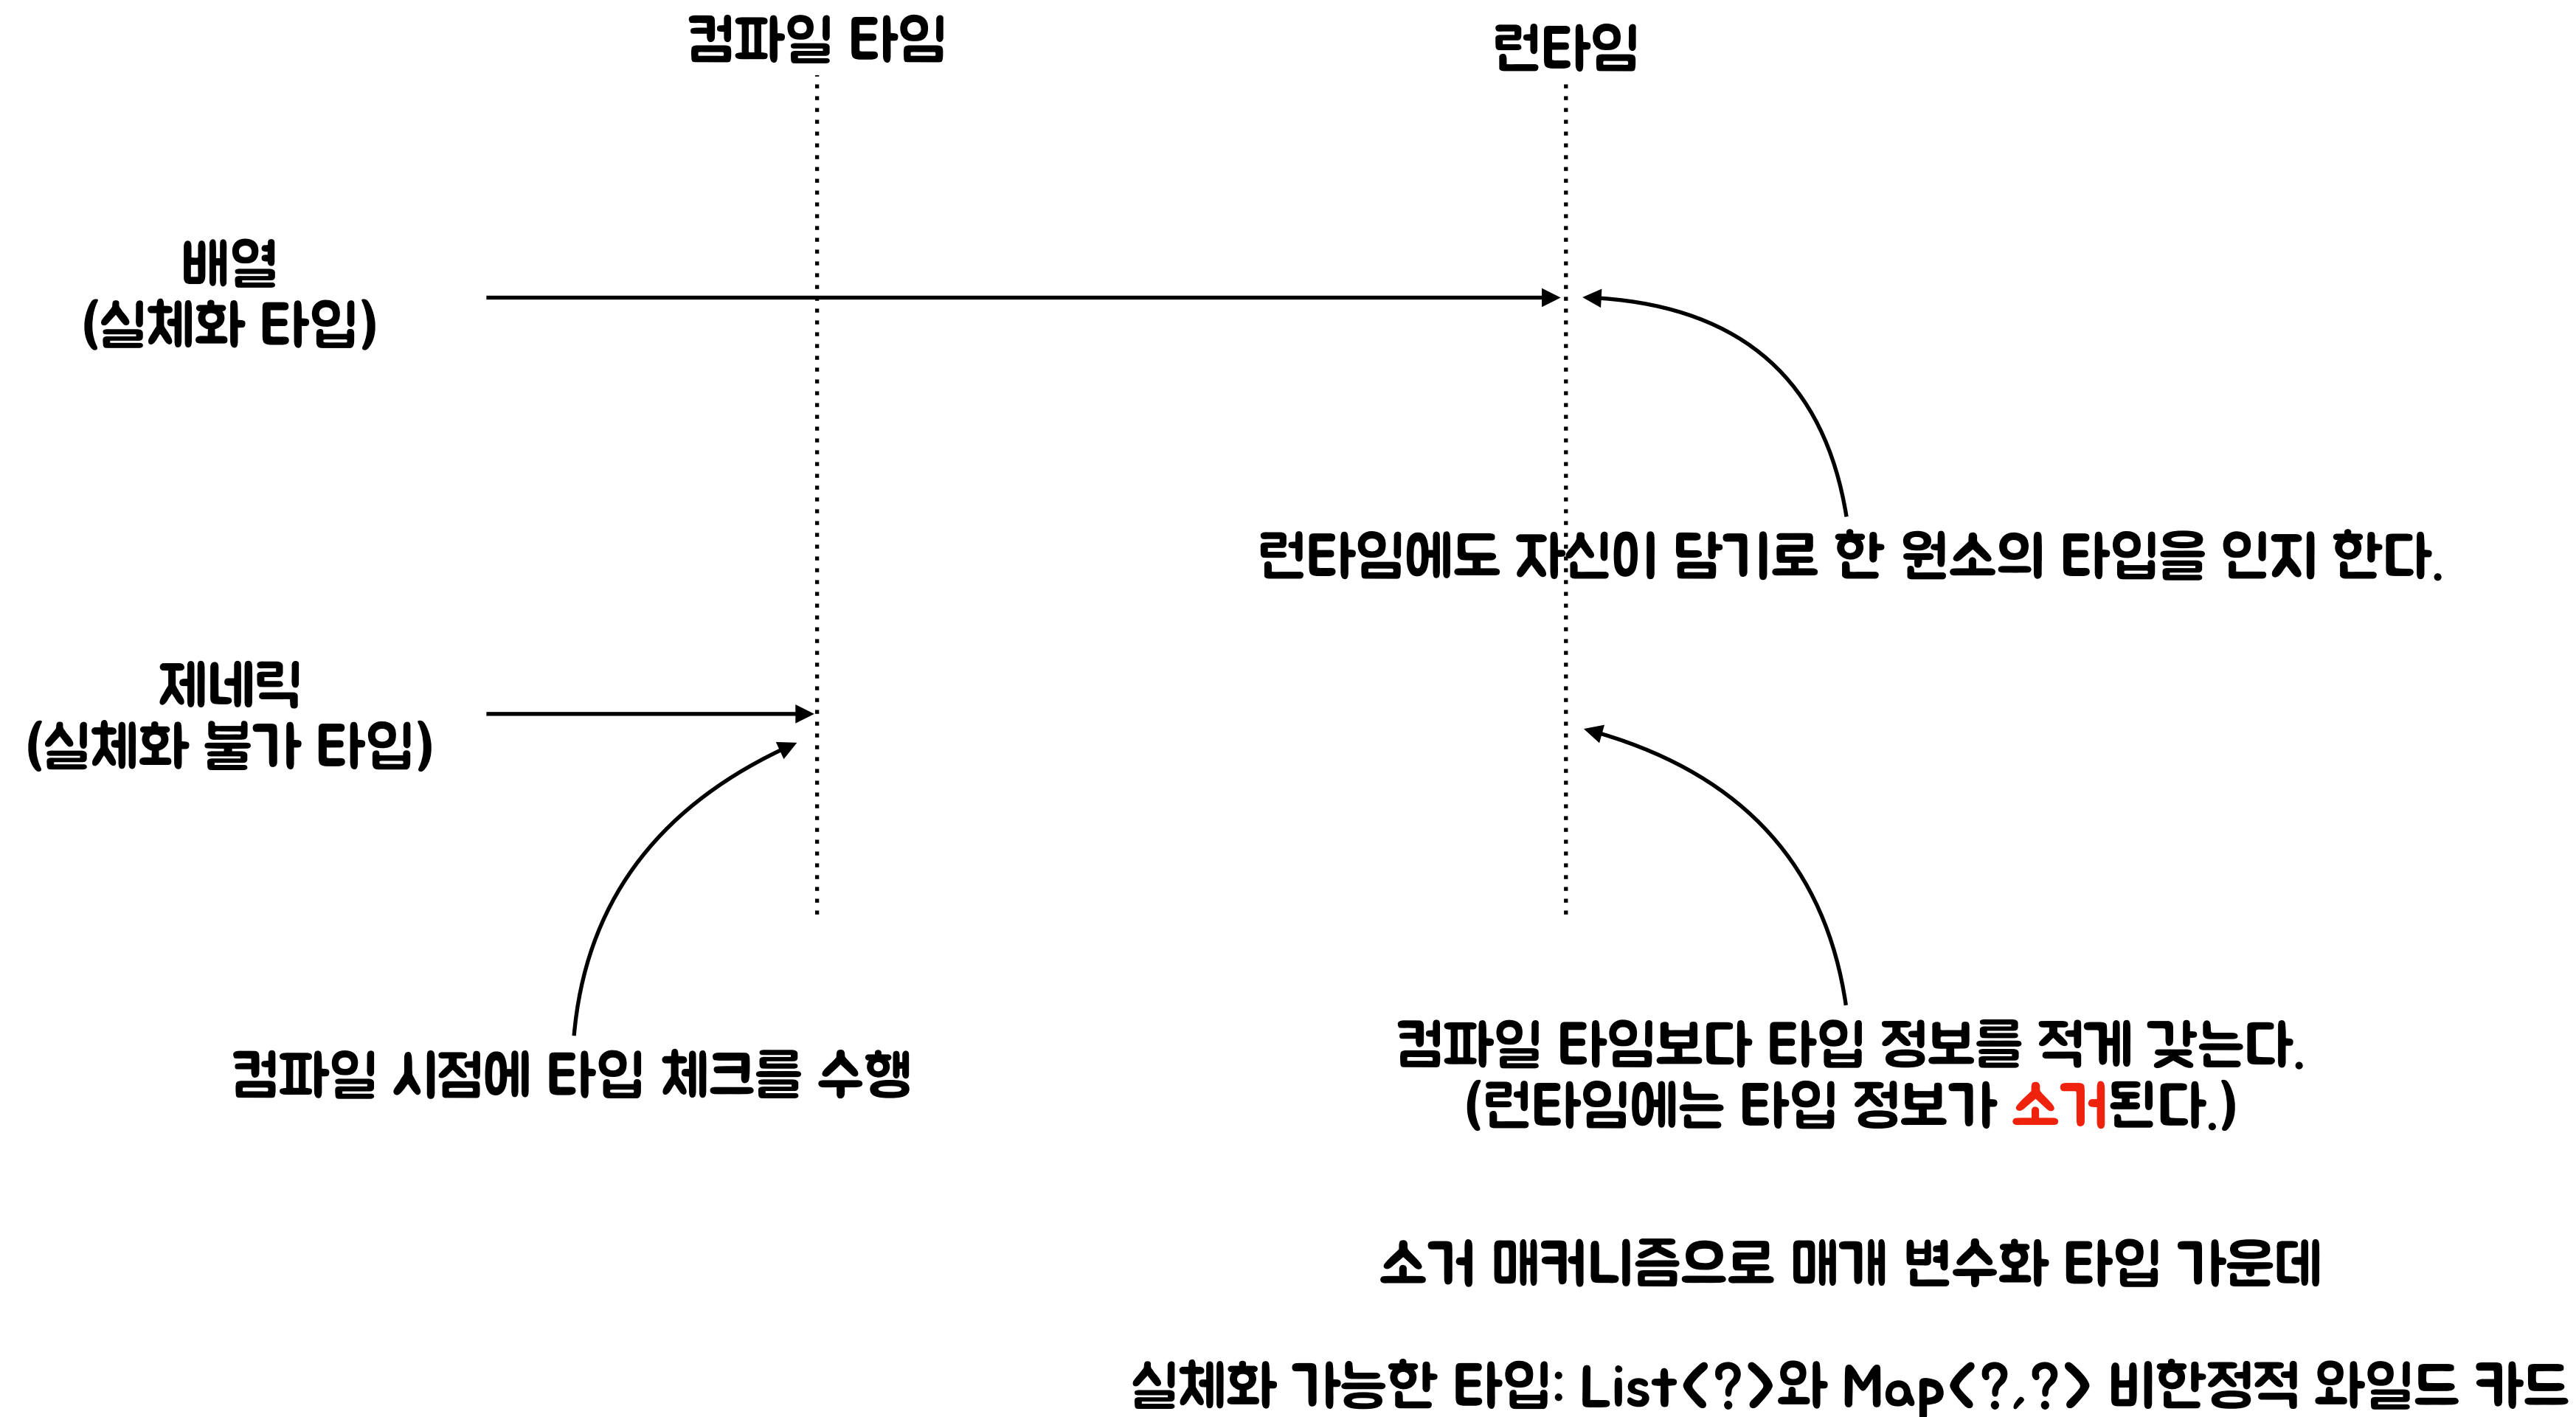 컴파일 타임
런타임
배열
(실체화 타입)
런타임에도 자신이 담기로 한 원소의 타입을 인지 한다.
제네릭
(실체화 불가 타입)
컴파일 시점에 타입 체크를 수행
컴파일 타임보다 타입 정보를 적게 갖는다.
(런타임에는 타입 정보가 소거된다.)
소거 매커니즘으로 매개 변수화 타입 가운데
실체화 가능한 타입: List<?>와 Map<?,?> 비한정적 와일드 카드